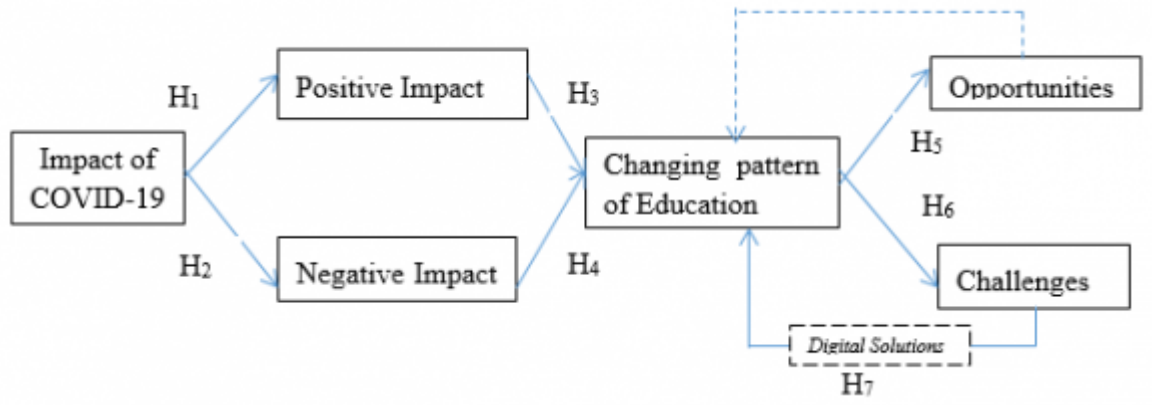 Positive Impact
H1
H3
Opportunities
Impact of
COVID-19
Changing pattern
of Education
H5
H6
H2
Negative Impact
H4
Challenges
Digital Solutions
H7